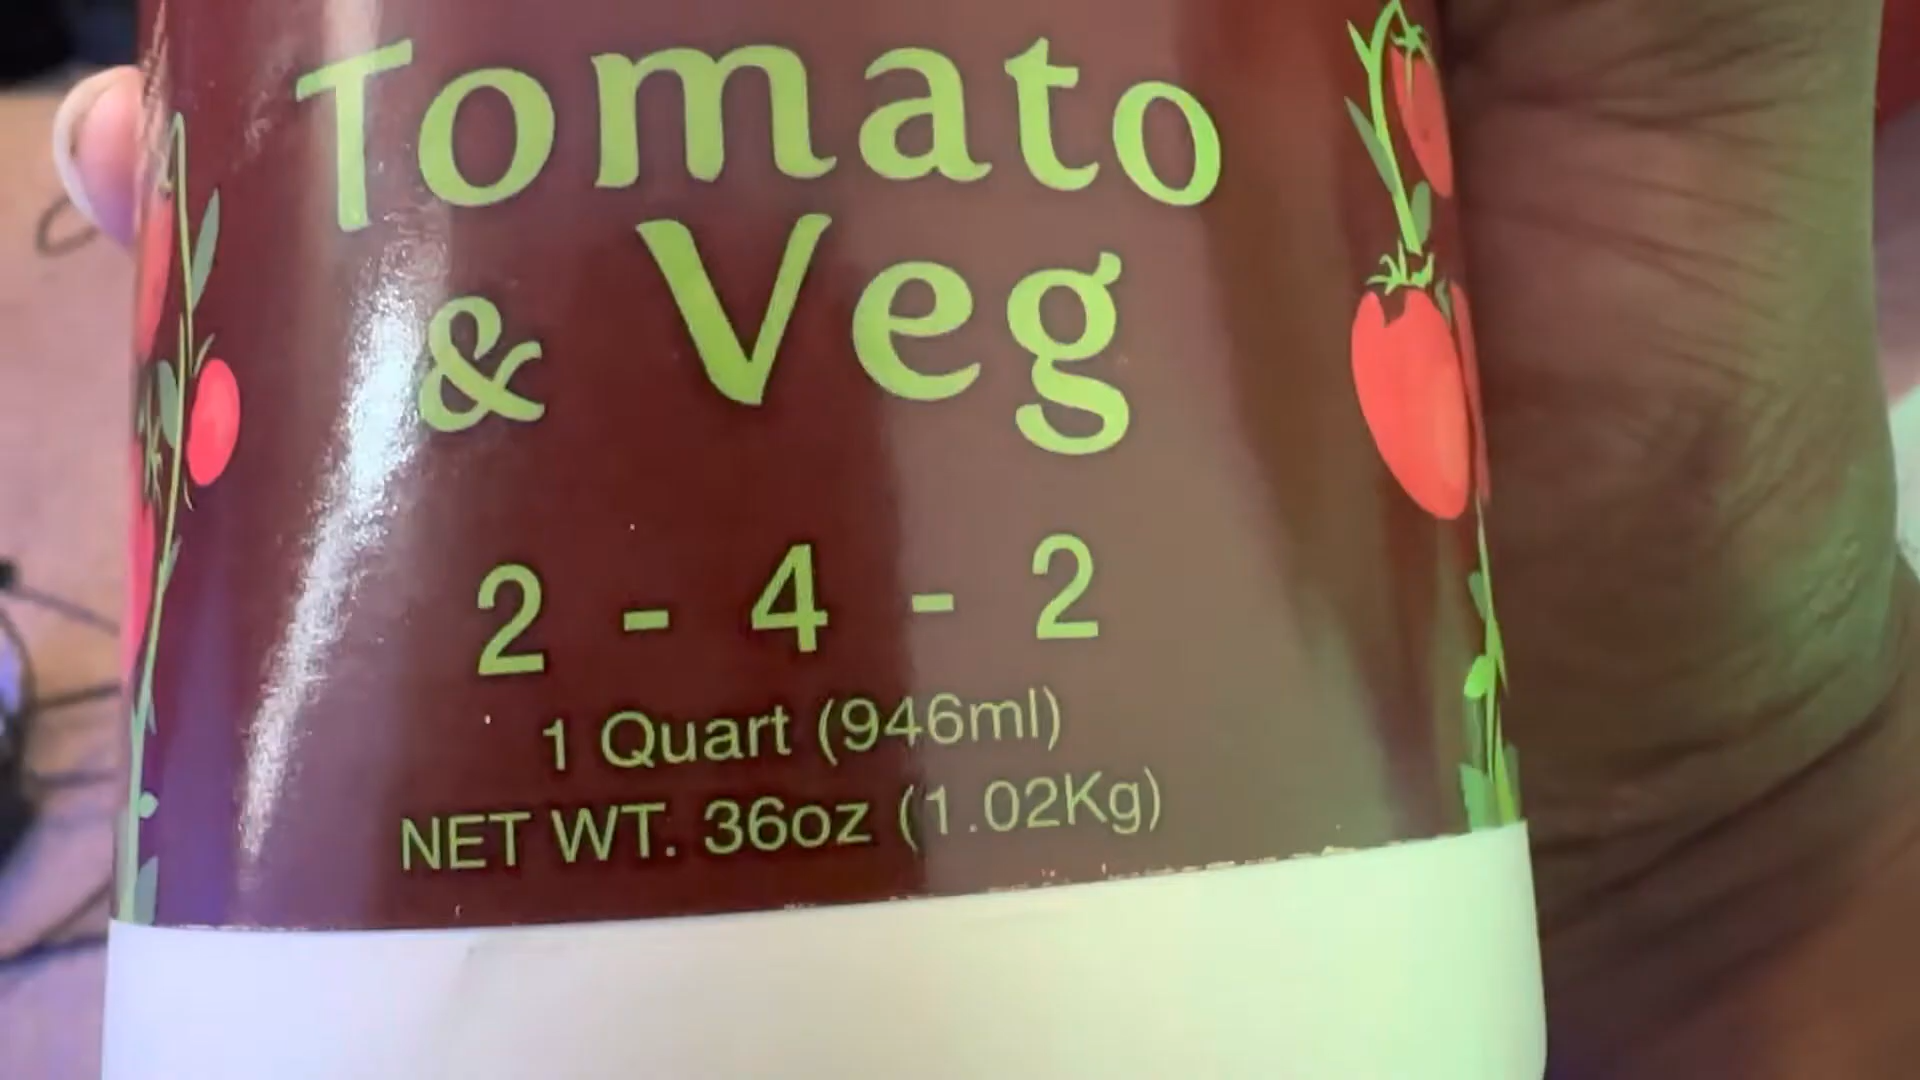 Tomato
& Veg
2 - 4 - 2
1 Quart (946ml)
NET WT. 36oz (1.02Kg)